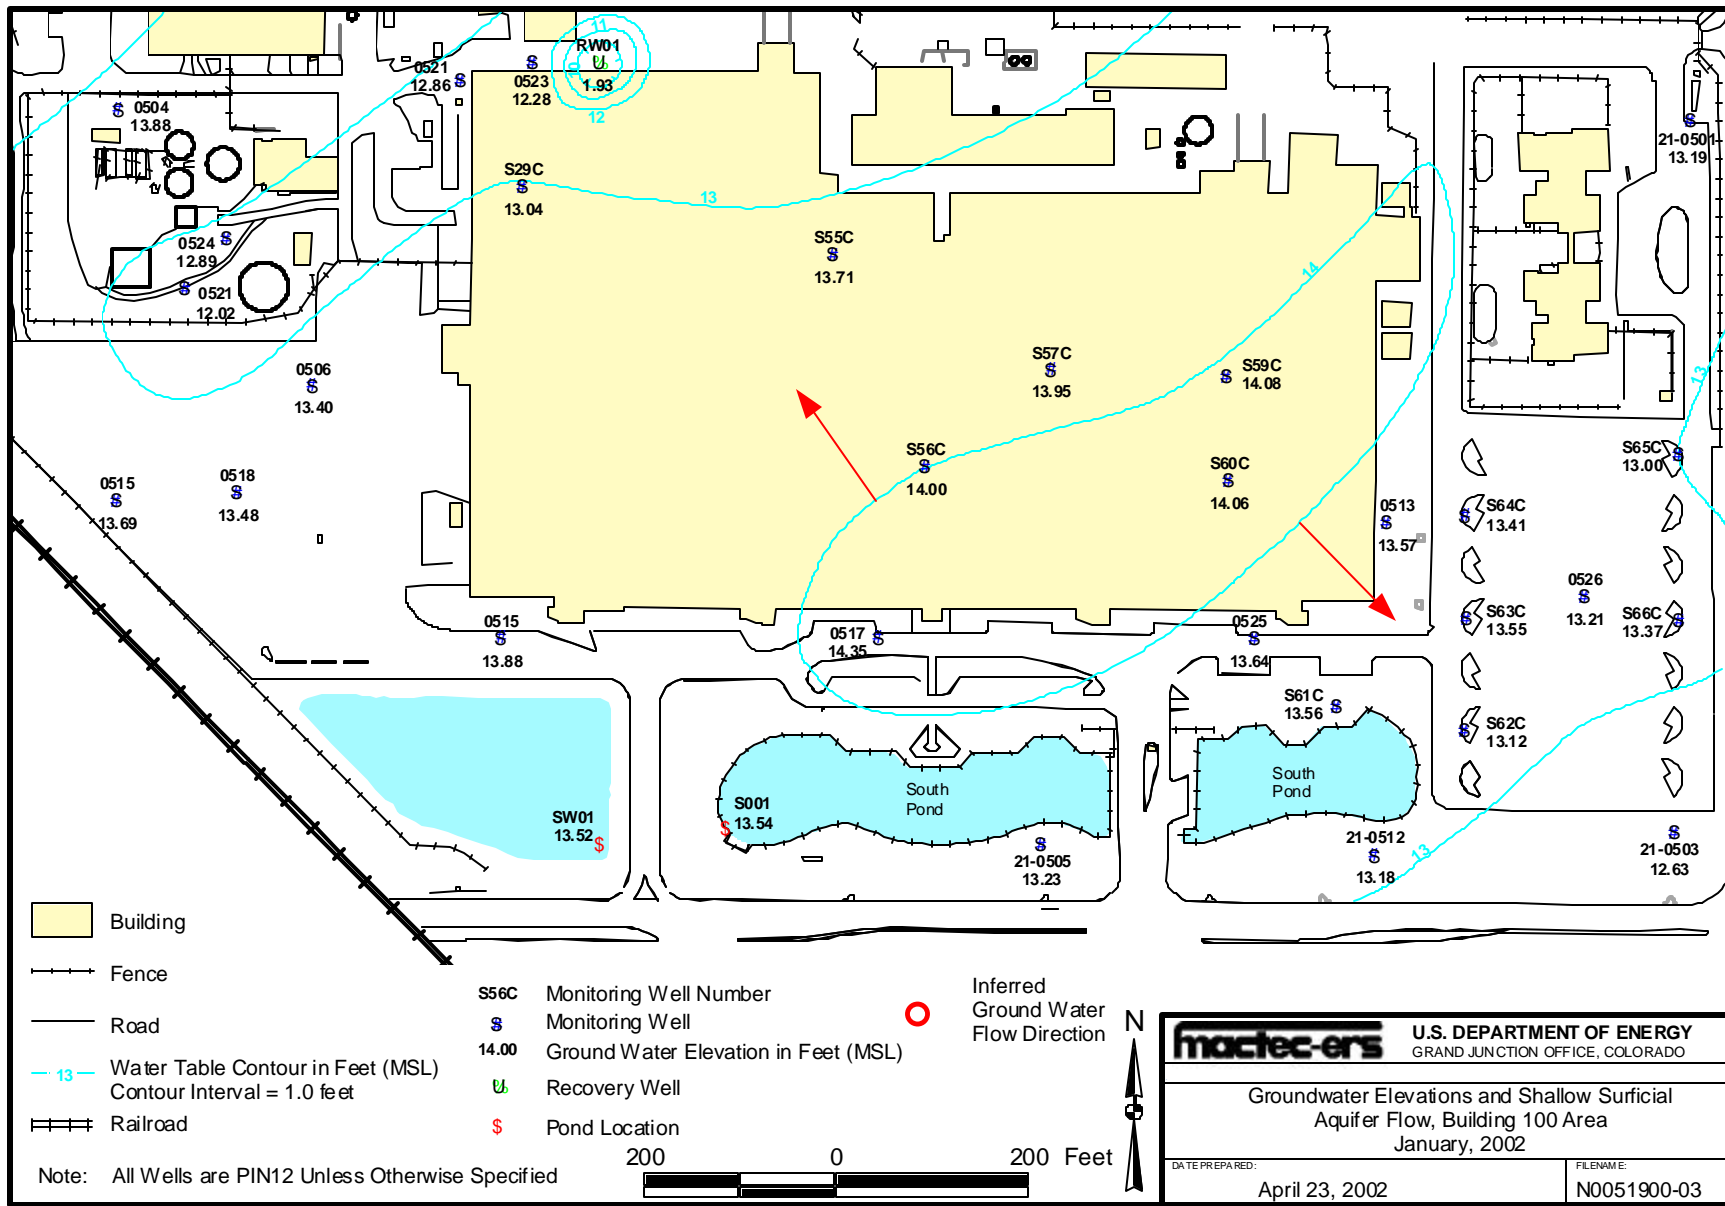 11
RW01
10
1.93
12
0521
12.86
0523
12.28
0504
13.88
21-0501
13.19
S29C
13.04
13
0524
12.89
S55C
13.71
14
0521
12.02
0506
13.40
S57C
13.95
S59C
14.08
13
S56C
14.00
S60C
14.06
S65C
13.00
0515
13.69
0518
13.48
0513
13.57
S64C
13.41
0526
13.21
S63C
13.55
S66C
13.37
0515
13.88
0517
14.35
0525
13.64
S61C
13.56
S62C
13.12
South
Pond
South
Pond
SW01
13.52
S001
13.54
21-0505
13.23
21-0512
13.18
13
21-0503
12.63
Building
Fence
Road
13
Water Table Contour in Feet (MSL)
Contour Interval = 1.0 feet
Railroad
Note: All Wells are PIN12 Unless Otherwise Specified
S56C Monitoring Well Number
Monitoring Well
14.00 Ground Water Elevation in Feet (MSL)
Recovery Well
$ Pond Location
Inferred
Ground Water
Flow Direction
N
200 0 200 Feet
mactec-ers
U.S. DEPARTMENT OF ENERGY
GRAND JUNCTION OFFICE, COLORADO
Groundwater Elevations and Shallow Surficial
Aquifer Flow, Building 100 Area
January, 2002
DATE PREPARED:
April 23, 2002
FILENAME:
N0051900-03